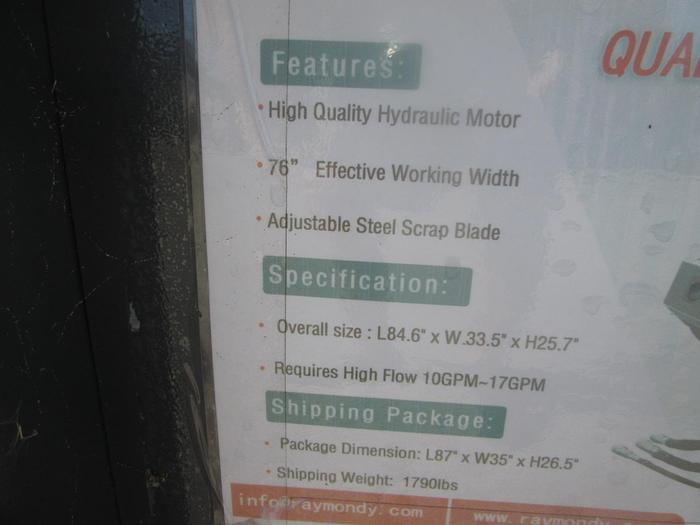 QUA
Features:
• High Quality Hydraulic Motor
• 76” Effective Working Width
• Adjustable Steel Scrap Blade
Specification:
• Overall size : L84.6" x W.33.5" x H25.7"
• Requires High Flow 10GPM~17GPM
Shipping Package:
• Package Dimension: L87" x W35" x H26.5"
• Shipping Weight: 1790lbs
info@raymondy.com www.raymondy